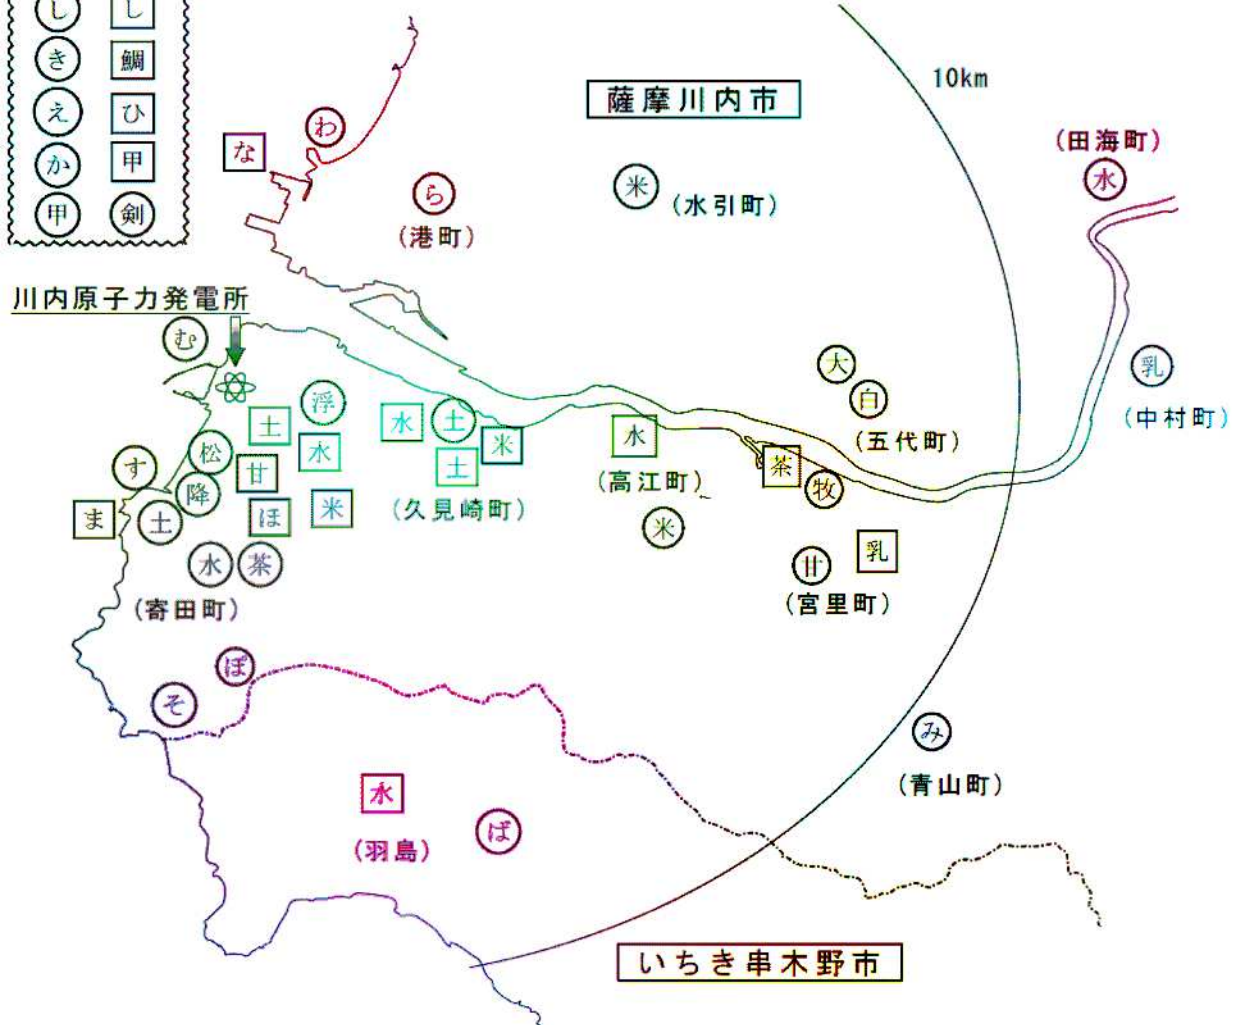 し し
き 鯛
え ひ
か 甲
甲 剣
10km
薩摩川内市
(田海町)
水
わ
な
ら
(港町)
米
(水引町)
川内原子力発電所
む
大
白
(五代町)
乳
(中村町)
浮
土
水
水
土
米
土
(久見崎町)
水
(高江町)
米
茶
牧
甘
乳
(宮里町)
す
松
甘
降
ま
土
ほ
米
水
茶
(寄田町)
ぽ
そ
み
(青山町)
水
(羽島)
ば
いちき串木野市